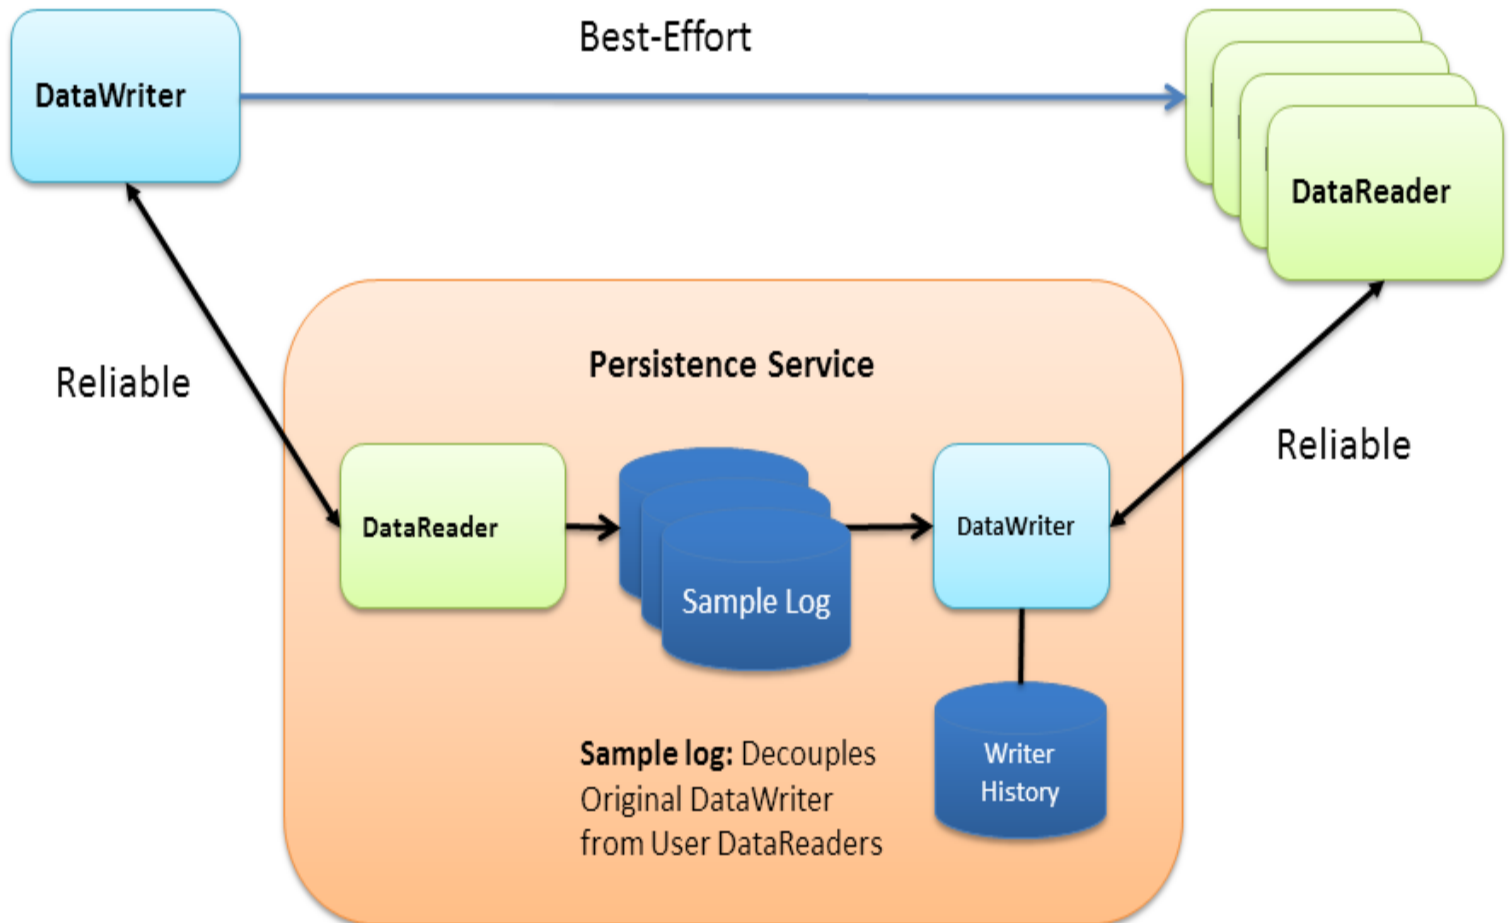 Best-Effort
DataWriter
DataReader
Persistence Service
Reliable
Reliable
DataReader
Sample Log
DataWriter
Sample log: Decouples
Original DataWriter
from User DataReaders
Writer
History